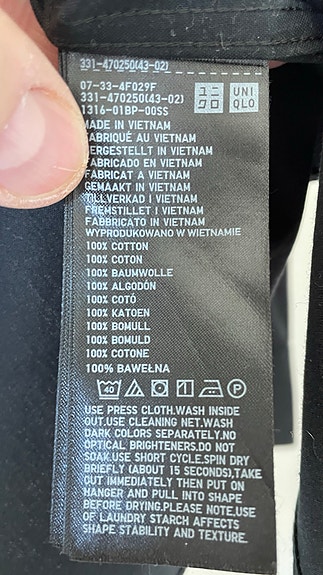 331-470250(43-02)
07-33-4F029F
331-470250(43-02)
1316-01BP-00SS
UNI
QLO
MADE IN VIETNAM
FABRIQUÉ AU VIETNAM
HERGESTELLT IN VIETNAM
FABRICADO EN VIETNAM
FABRICAT A VIETNAM
GEMAAKT IN VIETNAM
TILLVERKAD I VIETNAM
FREMSTILLET I VIETNAM
FABBRICATO IN VIETNAM
WYPRODUKOWANO W WIETNAMIE
100% COTTON
100% COTON
100% BAUMWOLLE
100% ALGODÓN
100% COTÓ
100% KATOEN
100% BOMULL
100% BOMULD
100% COTONE
100% BAWEŁNA
40 P
USE PRESS CLOTH.WASH INSIDE
OUT.USE CLEANING NET.WASH
DARK COLORS SEPARATELY.NO
OPTICAL BRIGHTENERS.DO NOT
SOAK.USE SHORT CYCLE.SPIN DRY
BRIEFLY (ABOUT 15 SECONDS),TAKE
OUT IMMEDIATELY THEN PUT ON
HANGER AND PULL INTO SHAPE
BEFORE DRYING.PLEASE NOTE,USE
OF LAUNDRY STARCH AFFECTS
SHAPE STABILITY AND TEXTURE.